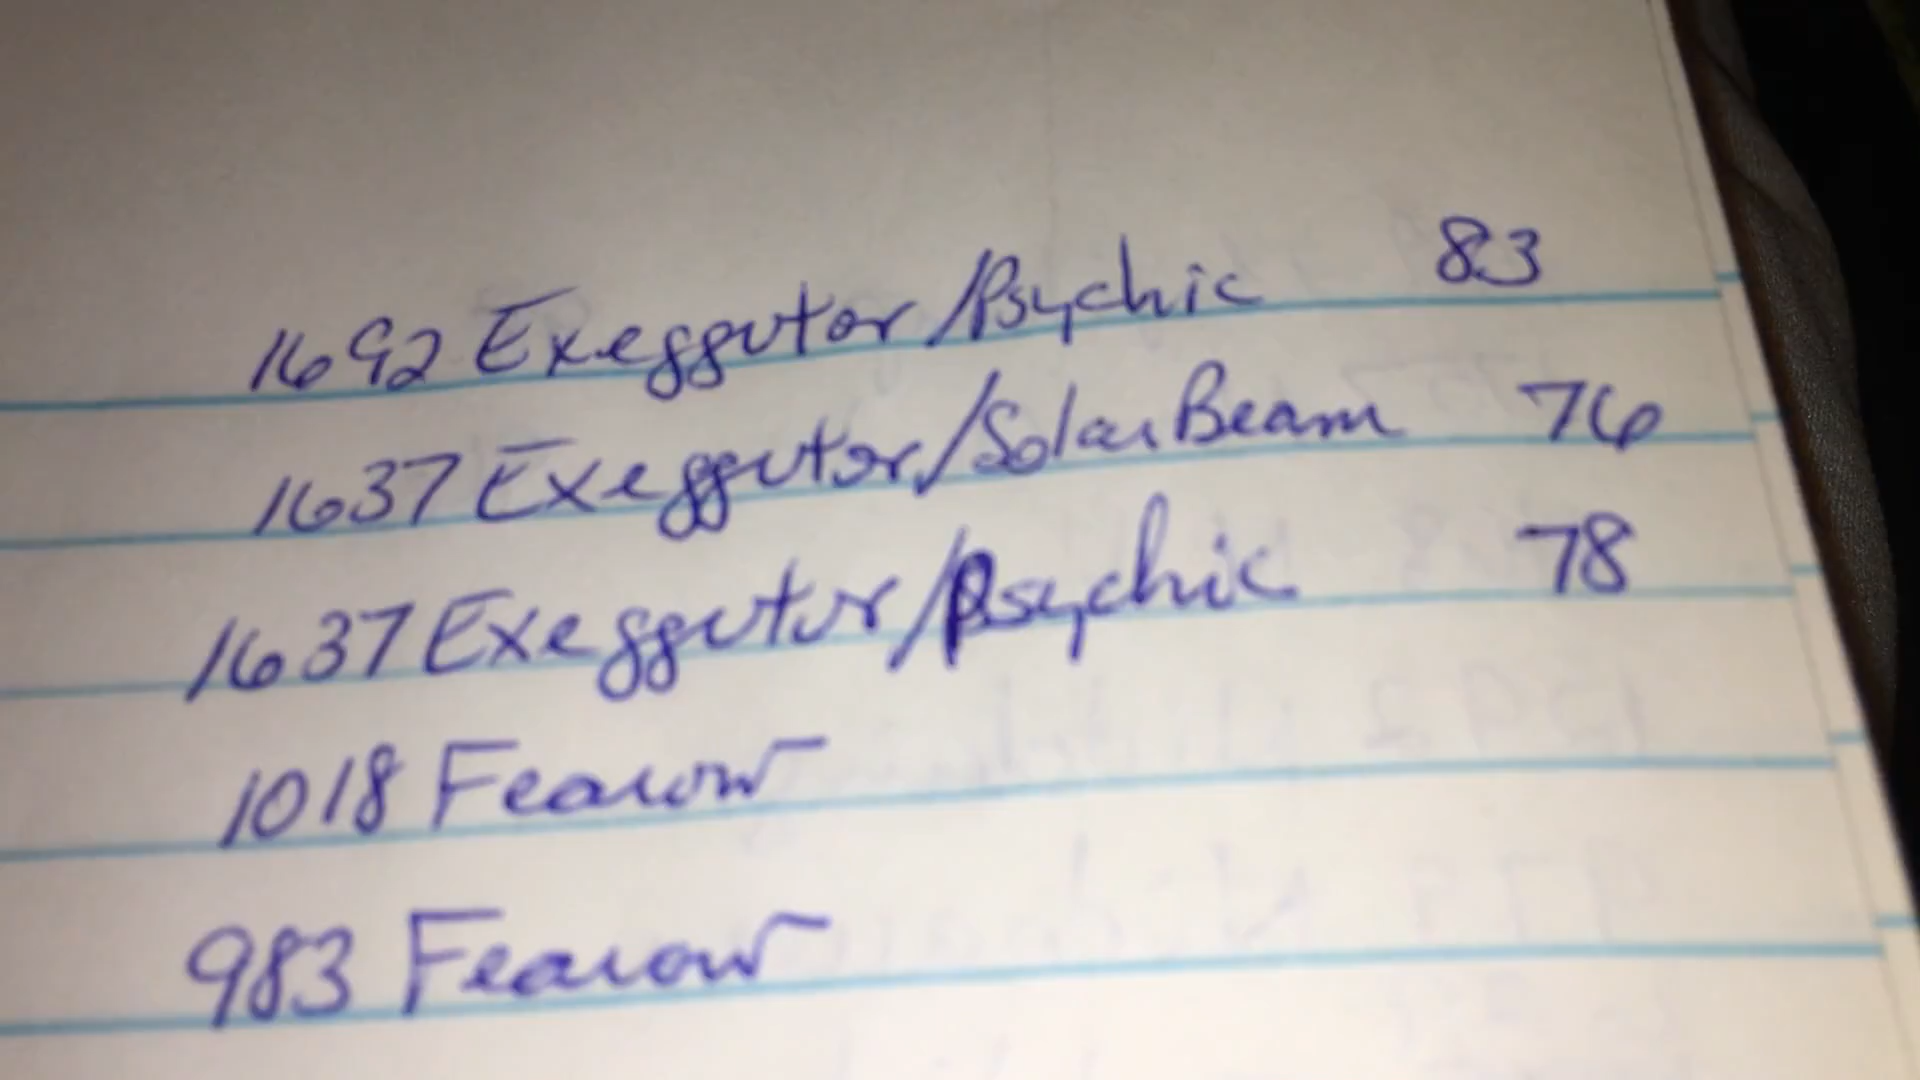 1692 Exeggutor/Psychic 83
1637 Exeggutor/SolarBeam 76
1637 Exeggutor/Psychic 78
1018 Fearow
983 Fearow